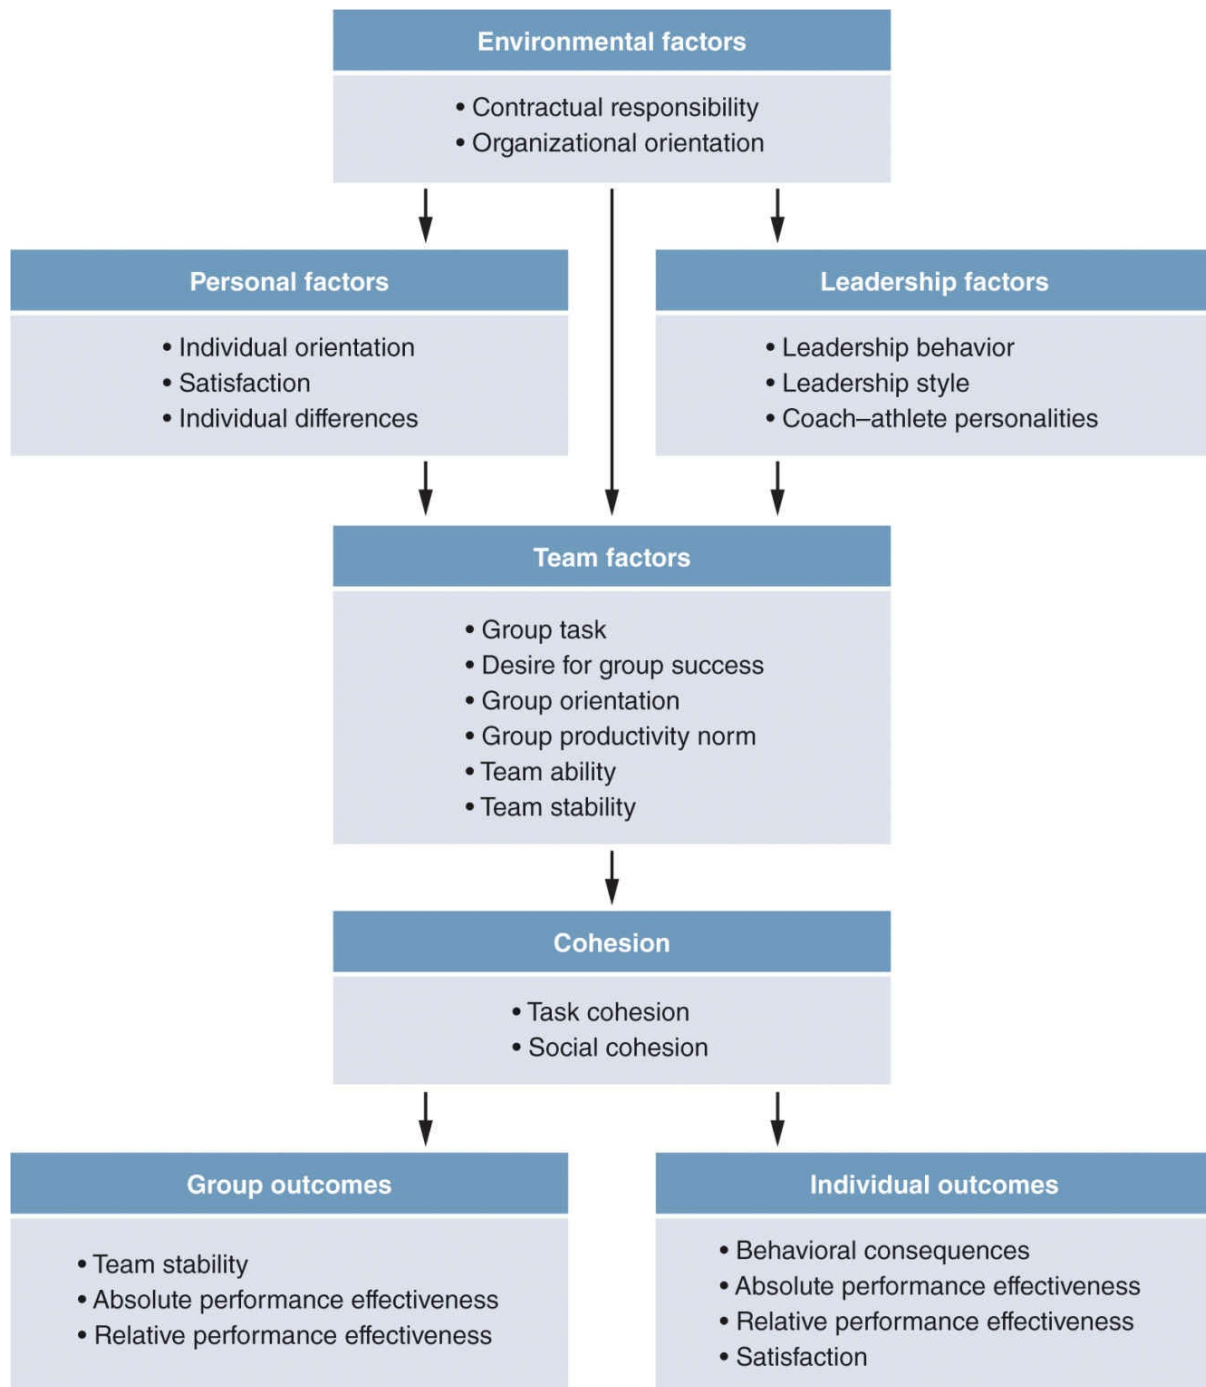 Environmental factors
• Contractual responsibility
• Organizational orientation
Personal factors
• Individual orientation
• Satisfaction
• Individual differences
Leadership factors
• Leadership behavior
• Leadership style
• Coach–athlete personalities
Team factors
• Group task
• Desire for group success
• Group orientation
• Group productivity norm
• Team ability
• Team stability
Cohesion
• Task cohesion
• Social cohesion
Group outcomes
• Team stability
• Absolute performance effectiveness
• Relative performance effectiveness
Individual outcomes
• Behavioral consequences
• Absolute performance effectiveness
• Relative performance effectiveness
• Satisfaction